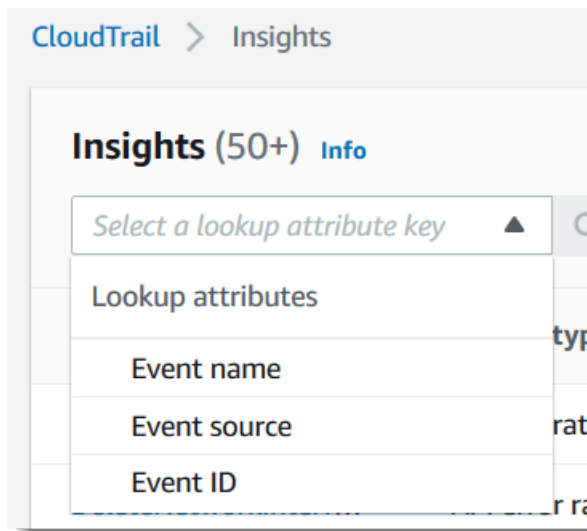 CloudTrail > Insights
Insights (50+) Info
Select a lookup attribute key
Lookup attributes
Event name
Event source
Event ID